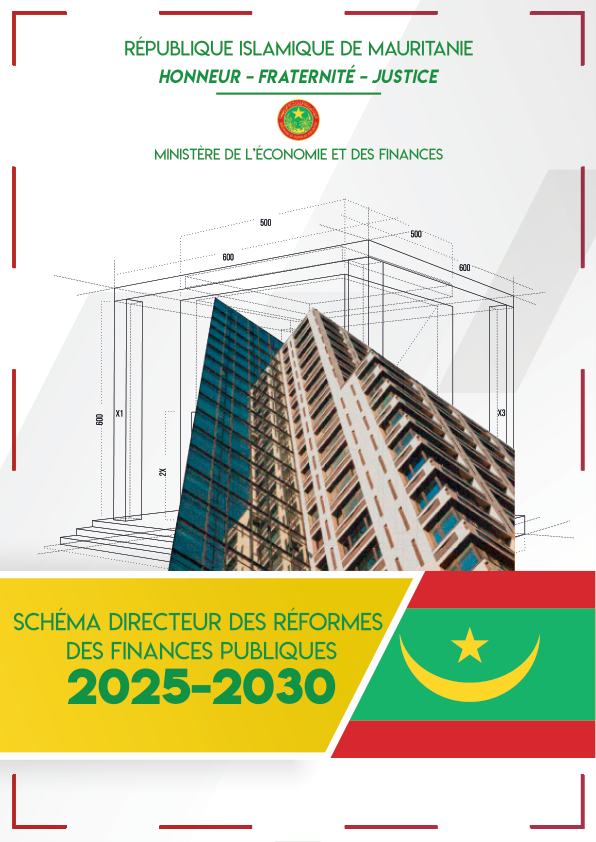 RÉPUBLIQUE ISLAMIQUE DE MAURITANIE
HONNEUR - FRATERNITÉ - JUSTICE
MINISTÈRE DE L'ÉCONOMIE ET DES FINANCES
500
500
600
600
600
X1
X3
2X
SCHÉMA DIRECTEUR DES RÉFORMES
DES FINANCES PUBLIQUES
2025-2030